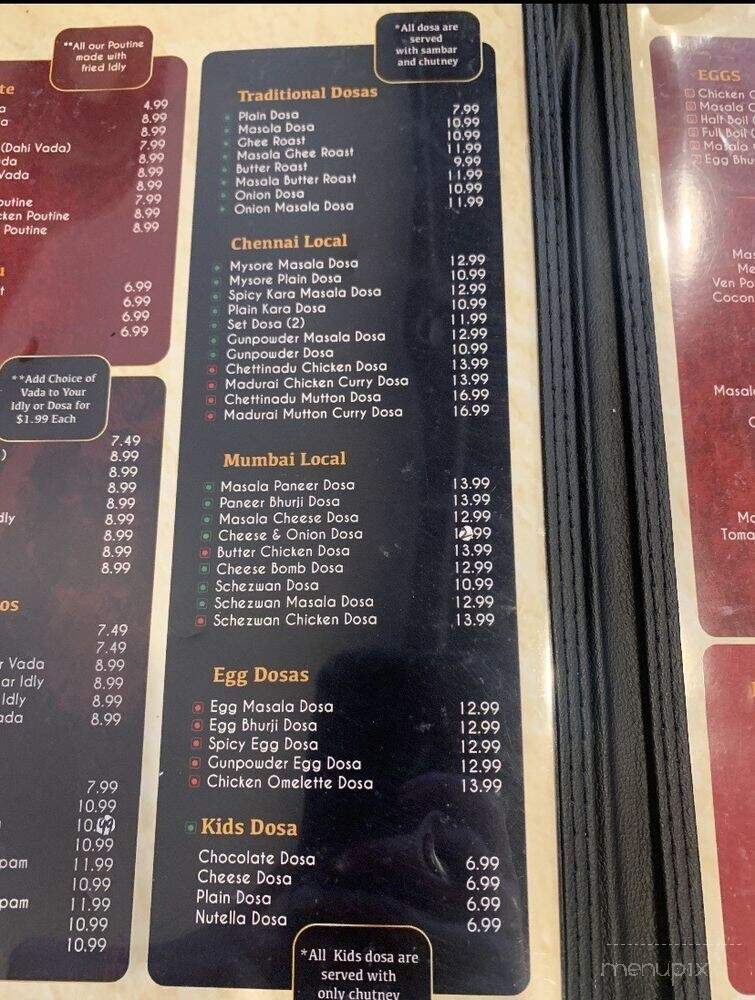 **All our Poutine
made with
fried Idly
4.99
8.99
8.99
(Dahi Vada) 7.99
8.99
Vada 8.99
8.99
7.99
Poutine 8.99
Poutine 8.99
6.99
6.99
6.99
6.99
**Add Choice of
Vada to Your
Idly or Dosa for
$1.99 Each
7.49
8.99
8.99
8.99
8.99
8.99
8.99
8.99
8.99
7.49
7.49
Vada 8.99
8.99
Idly 8.99
8.99
7.99
10.99
10.99
11.99
10.99
11.99
10.99
10.99
*All dosa are
served
with sambar
and chutney
Traditional Dosas
Plain Dosa 7.99
Masala Dosa 10.99
Ghee Roast 10.99
Masala Ghee Roast 11.99
Butter Roast 9.99
Masala Butter Roast 11.99
Onion Dosa 10.99
Onion Masala Dosa 11.99
Chennai Local
Mysore Masala Dosa 12.99
Mysore Plain Dosa 10.99
Spicy Kara Masala Dosa 12.99
Plain Kara Dosa 10.99
Set Dosa (2) 11.99
Gunpowder Masala Dosa 12.99
Gunpowder Dosa 10.99
Chettinadu Chicken Dosa 13.99
Madurai Chicken Curry Dosa 13.99
Chettinadu Mutton Dosa 16.99
Madurai Mutton Curry Dosa 16.99
Mumbai Local
Masala Paneer Dosa 13.99
Paneer Bhurji Dosa 13.99
Masala Cheese Dosa 12.99
Cheese & Onion Dosa
Butter Chicken Dosa 13.99
Cheese Bomb Dosa 12.99
Schezwan Dosa 10.99
Schezwan Masala Dosa 12.99
Schezwan Chicken Dosa 13.99
Egg Dosas
Egg Masala Dosa 12.99
Egg Bhurji Dosa 12.99
Spicy Egg Dosa 12.99
Gunpowder Egg Dosa 12.99
Chicken Omelette Dosa 13.99
Kids Dosa
Chocolate Dosa 6.99
Cheese Dosa 6.99
Plain Dosa 6.99
Nutella Dosa 6.99
*All Kids dosa are
served with
only chutney
EGGS
Chicken
Masala
Half Boil
Full Boil
Masala
Egg
Ven
menupix